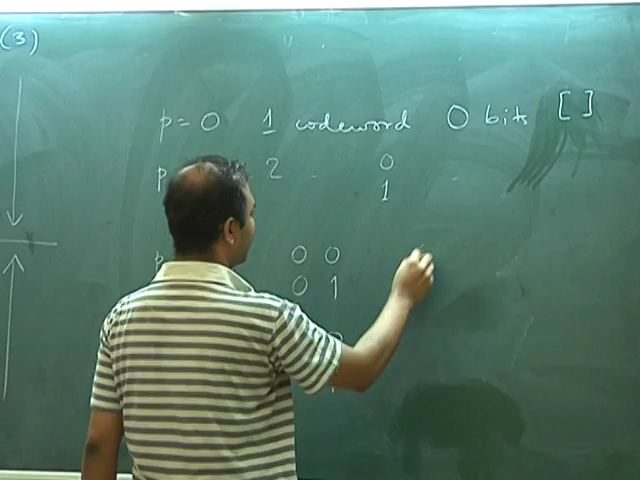 (3)
p = 0 1 codeword 0 bits [ ]
p 2 0
1
p 0 0
0 1